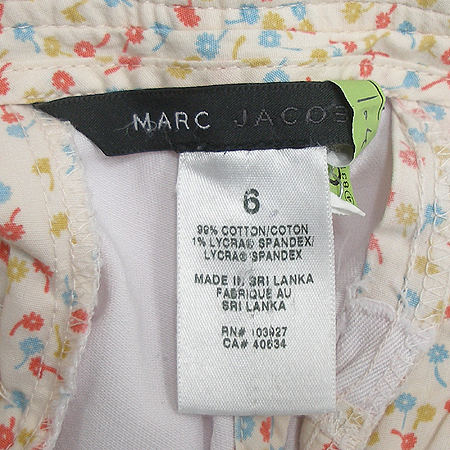 MARC JACOBS
6
99% COTTON/COTON
1% LYCRA® SPANDEX/
LYCRA® SPANDEX
MADE IN SRI LANKA
FABRIQUE AU
SRI LANKA
RN# 103927
CA# 40634